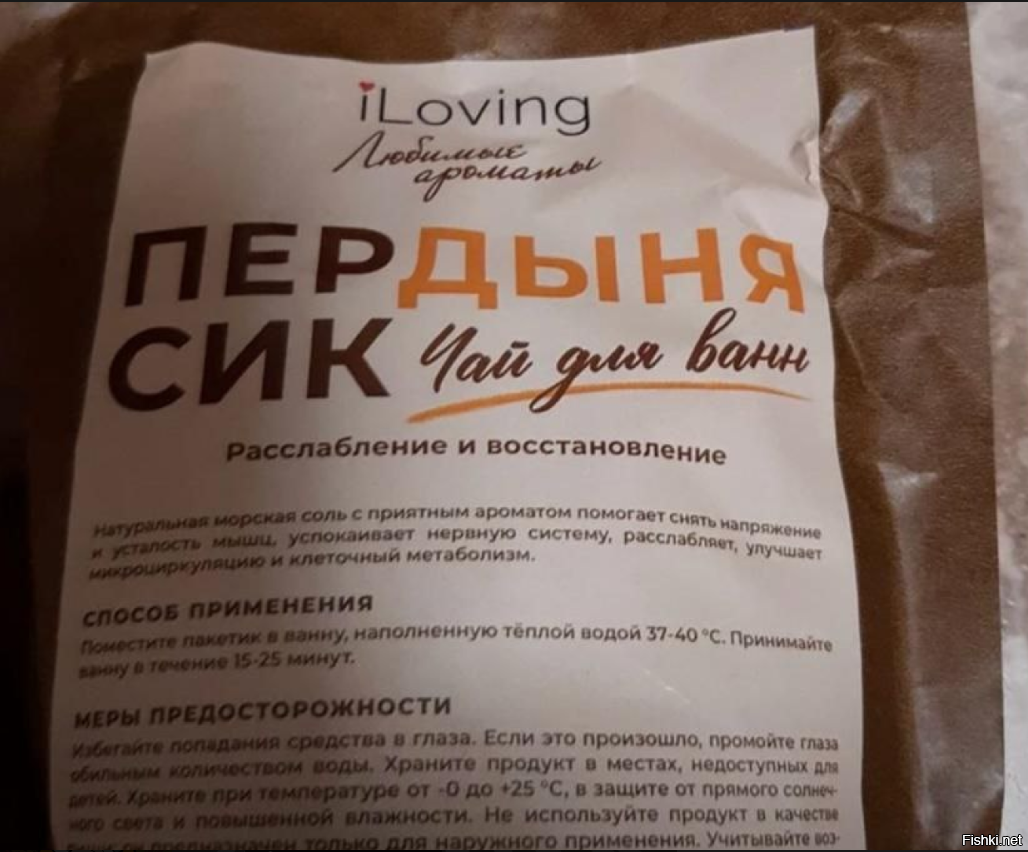 iLoving
Любимые
ароматы
ПЕРДЫНЯ
СИК Чай для ванн
Расслабление и восстановление
Натуральная морская соль с приятным ароматом помогает снять напряжение
и усталость мышц, успокаивает нервную систему, расслабляет, улучшает
микроциркуляцию и клеточный метаболизм.
СПОСОБ ПРИМЕНЕНИЯ
Поместите пакетик в ванну, наполненную тёплой водой 37-40 °C. Принимайте
ванну в течение 15-25 минут.
МЕРЫ ПРЕДОСТОРОЖНОСТИ
Избегайте попадания средства в глаза. Если это произошло, промойте глаза
обильным количеством воды. Храните продукт в местах, недоступных для
детей. Храните при температуре от -0 до +25 °C, в защите от прямого солнеч-
ного света и повышенной влажности. Не используйте продукт в качестве
он предназначен только для наружного применения. Учитывайте воз-
Fishki.net